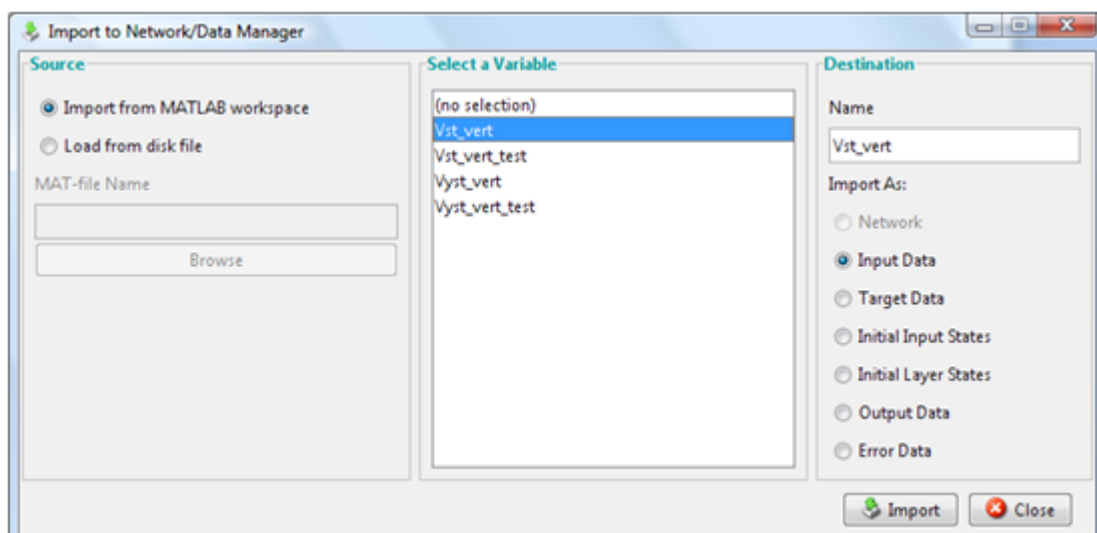 Import to Network/Data Manager
Source
Import from MATLAB workspace
Load from disk file
MAT-file Name
Browse
Select a Variable
(no selection)
Vst_vert
Vst_vert_test
Vyst_vert
Vyst_vert_test
Destination
Name
Vst_vert
Import As:
Network
Input Data
Target Data
Initial Input States
Initial Layer States
Output Data
Error Data
Import
Close